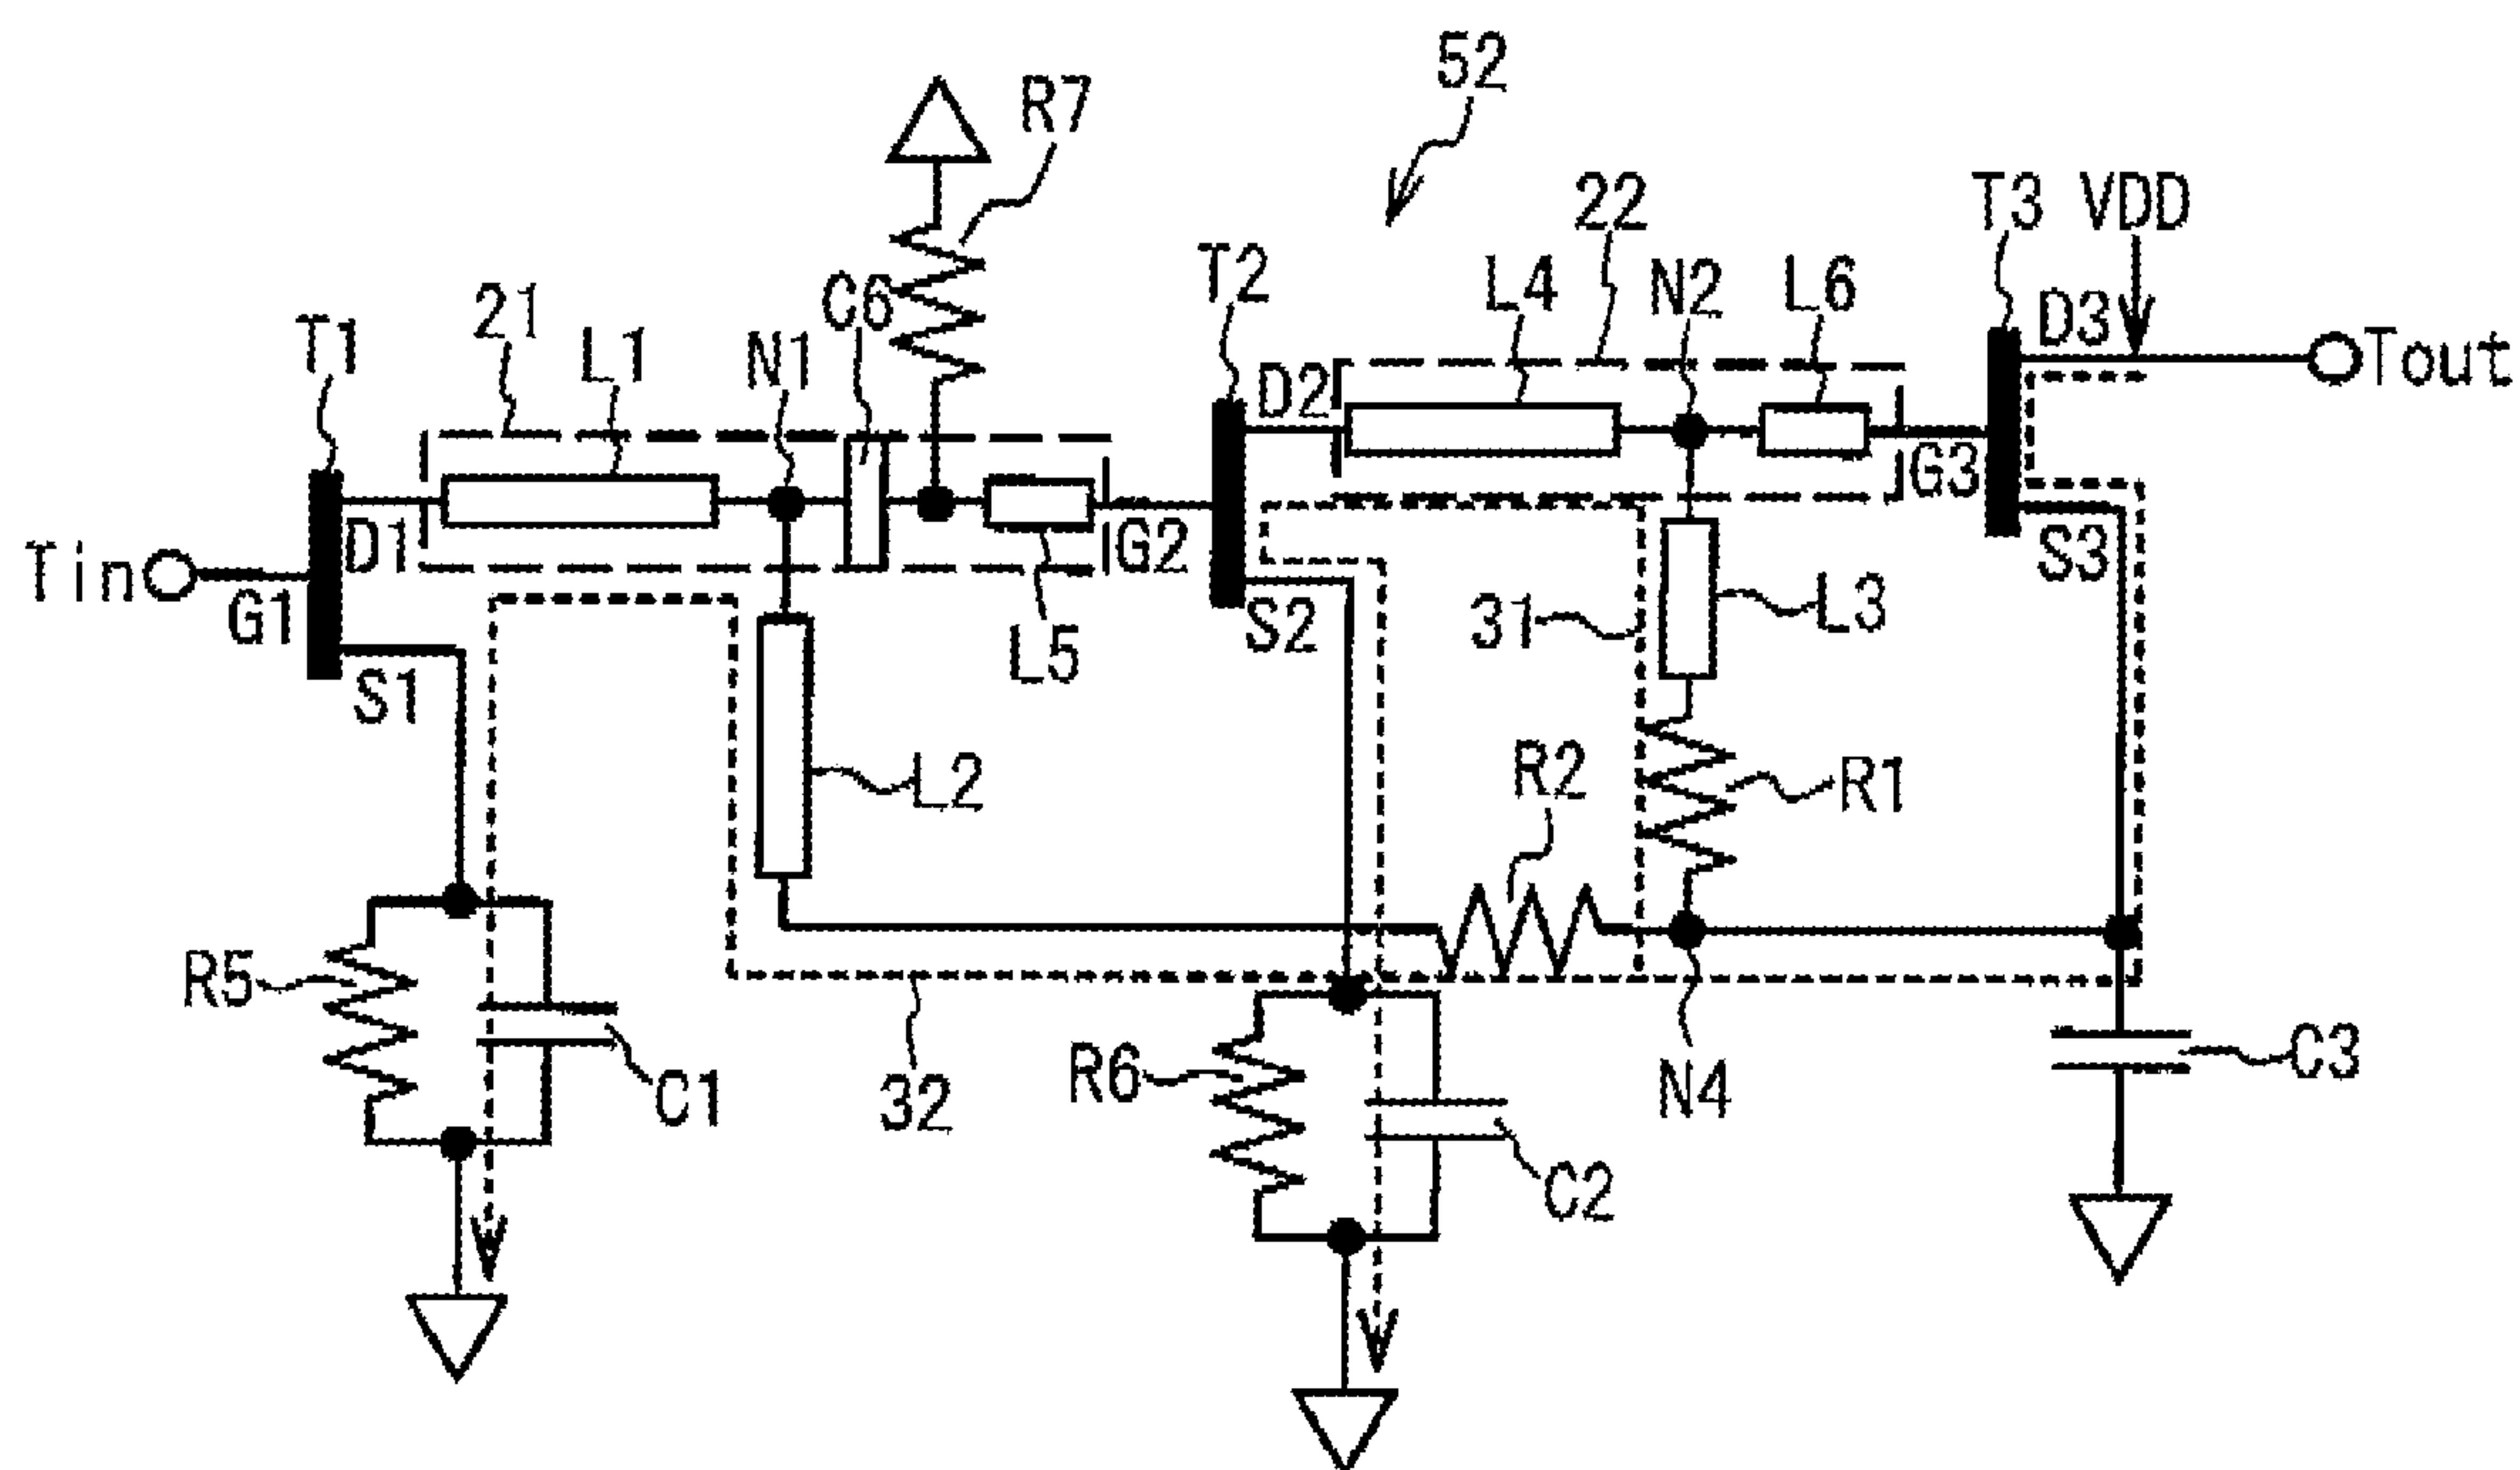 52
R7
22
T3 VDD
T2
L4
N2
L6
D3
21
C6
T1
L1
N1
D2
Tout
G3
D1
G2
Tin
G1
S2
S3
31
L3
L5
S1
R2
L2
R1
R5
R6
C3
C1
32
N4
C2